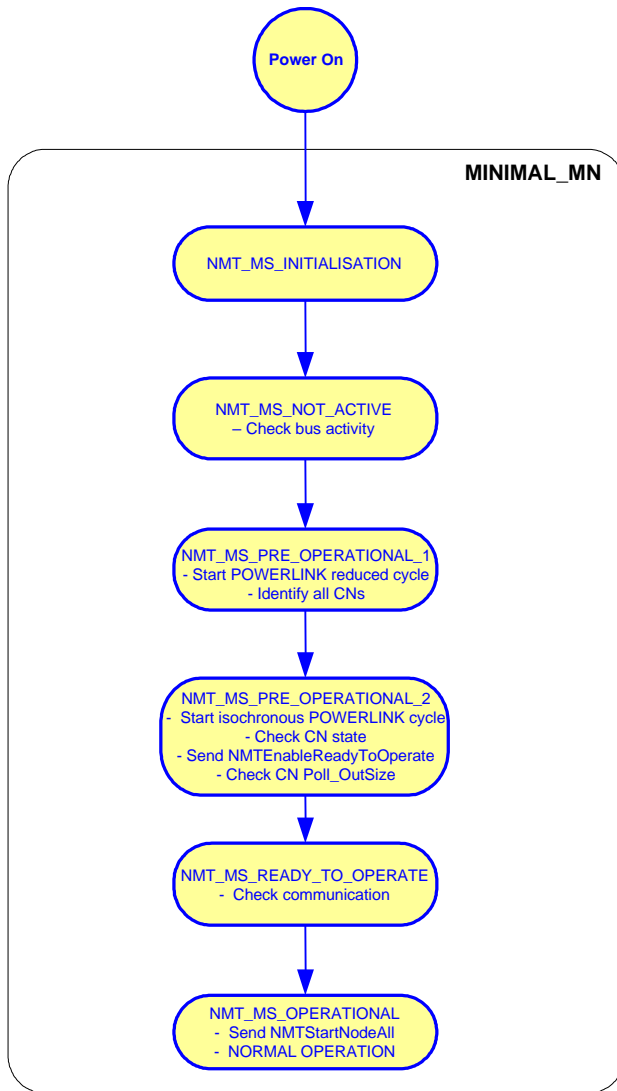 Power On
MINIMAL_MN
NMT_MS_INITIALISATION
NMT_MS_NOT_ACTIVE
– Check bus activity
NMT_MS_PRE_OPERATIONAL_1
- Start POWERLINK reduced cycle
- Identify all CNs
NMT_MS_PRE_OPERATIONAL_2
- Start isochronous POWERLINK cycle
- Check CN state
- Send NMTEnableReadyToOperate
- Check CN Poll_OutSize
NMT_MS_READY_TO_OPERATE
- Check communication
NMT_MS_OPERATIONAL
- Send NMTStartNodeAll
- NORMAL OPERATION